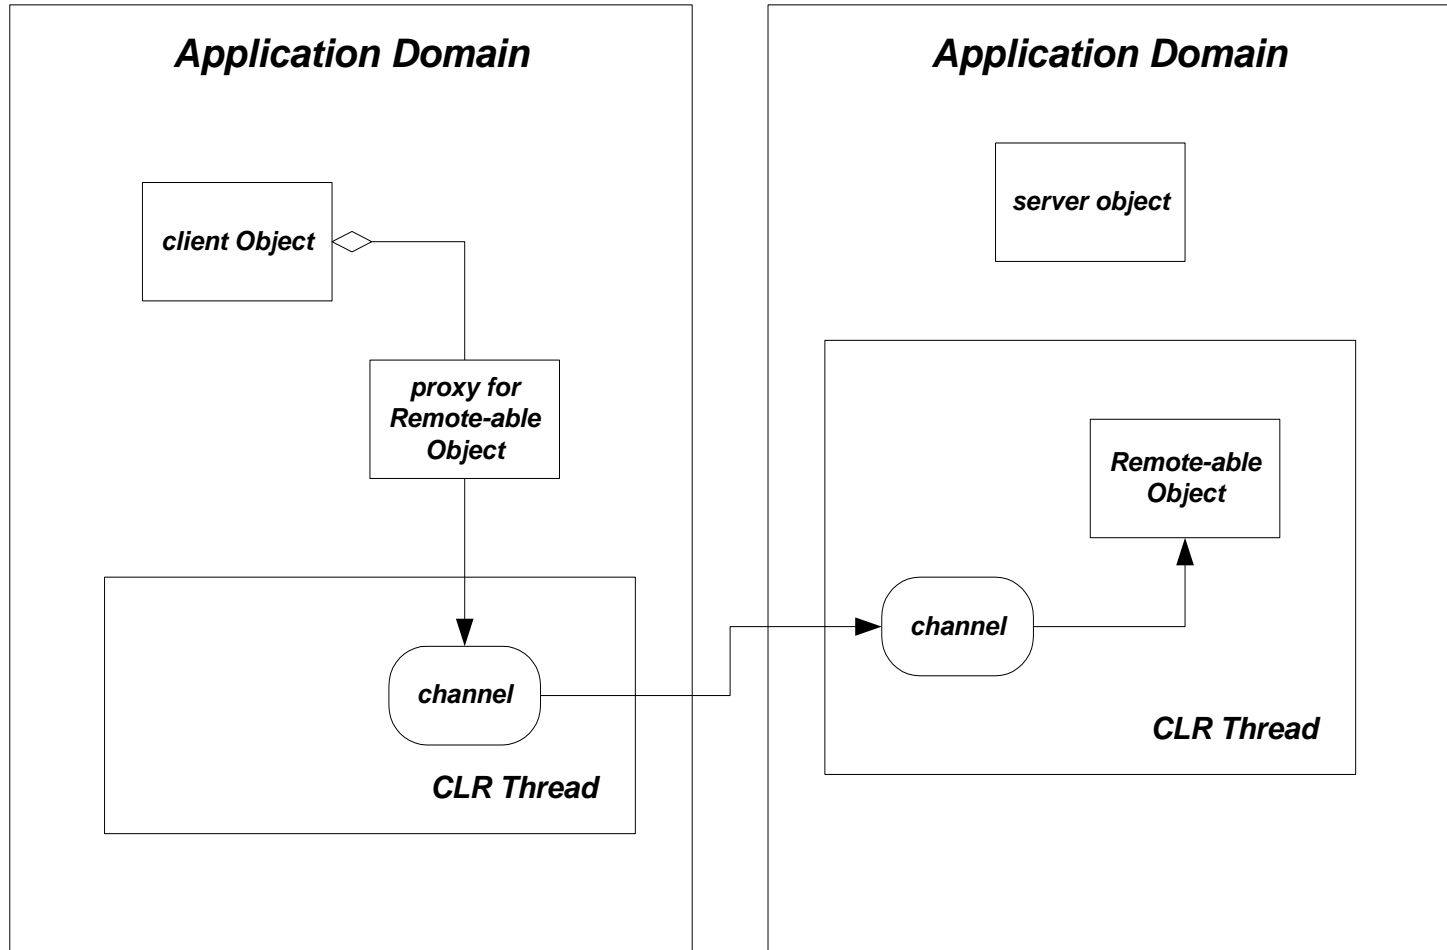 Application Domain
client Object
proxy for
Remote-able
Object
channel
CLR Thread
Application Domain
server object
Remote-able
Object
channel
CLR Thread